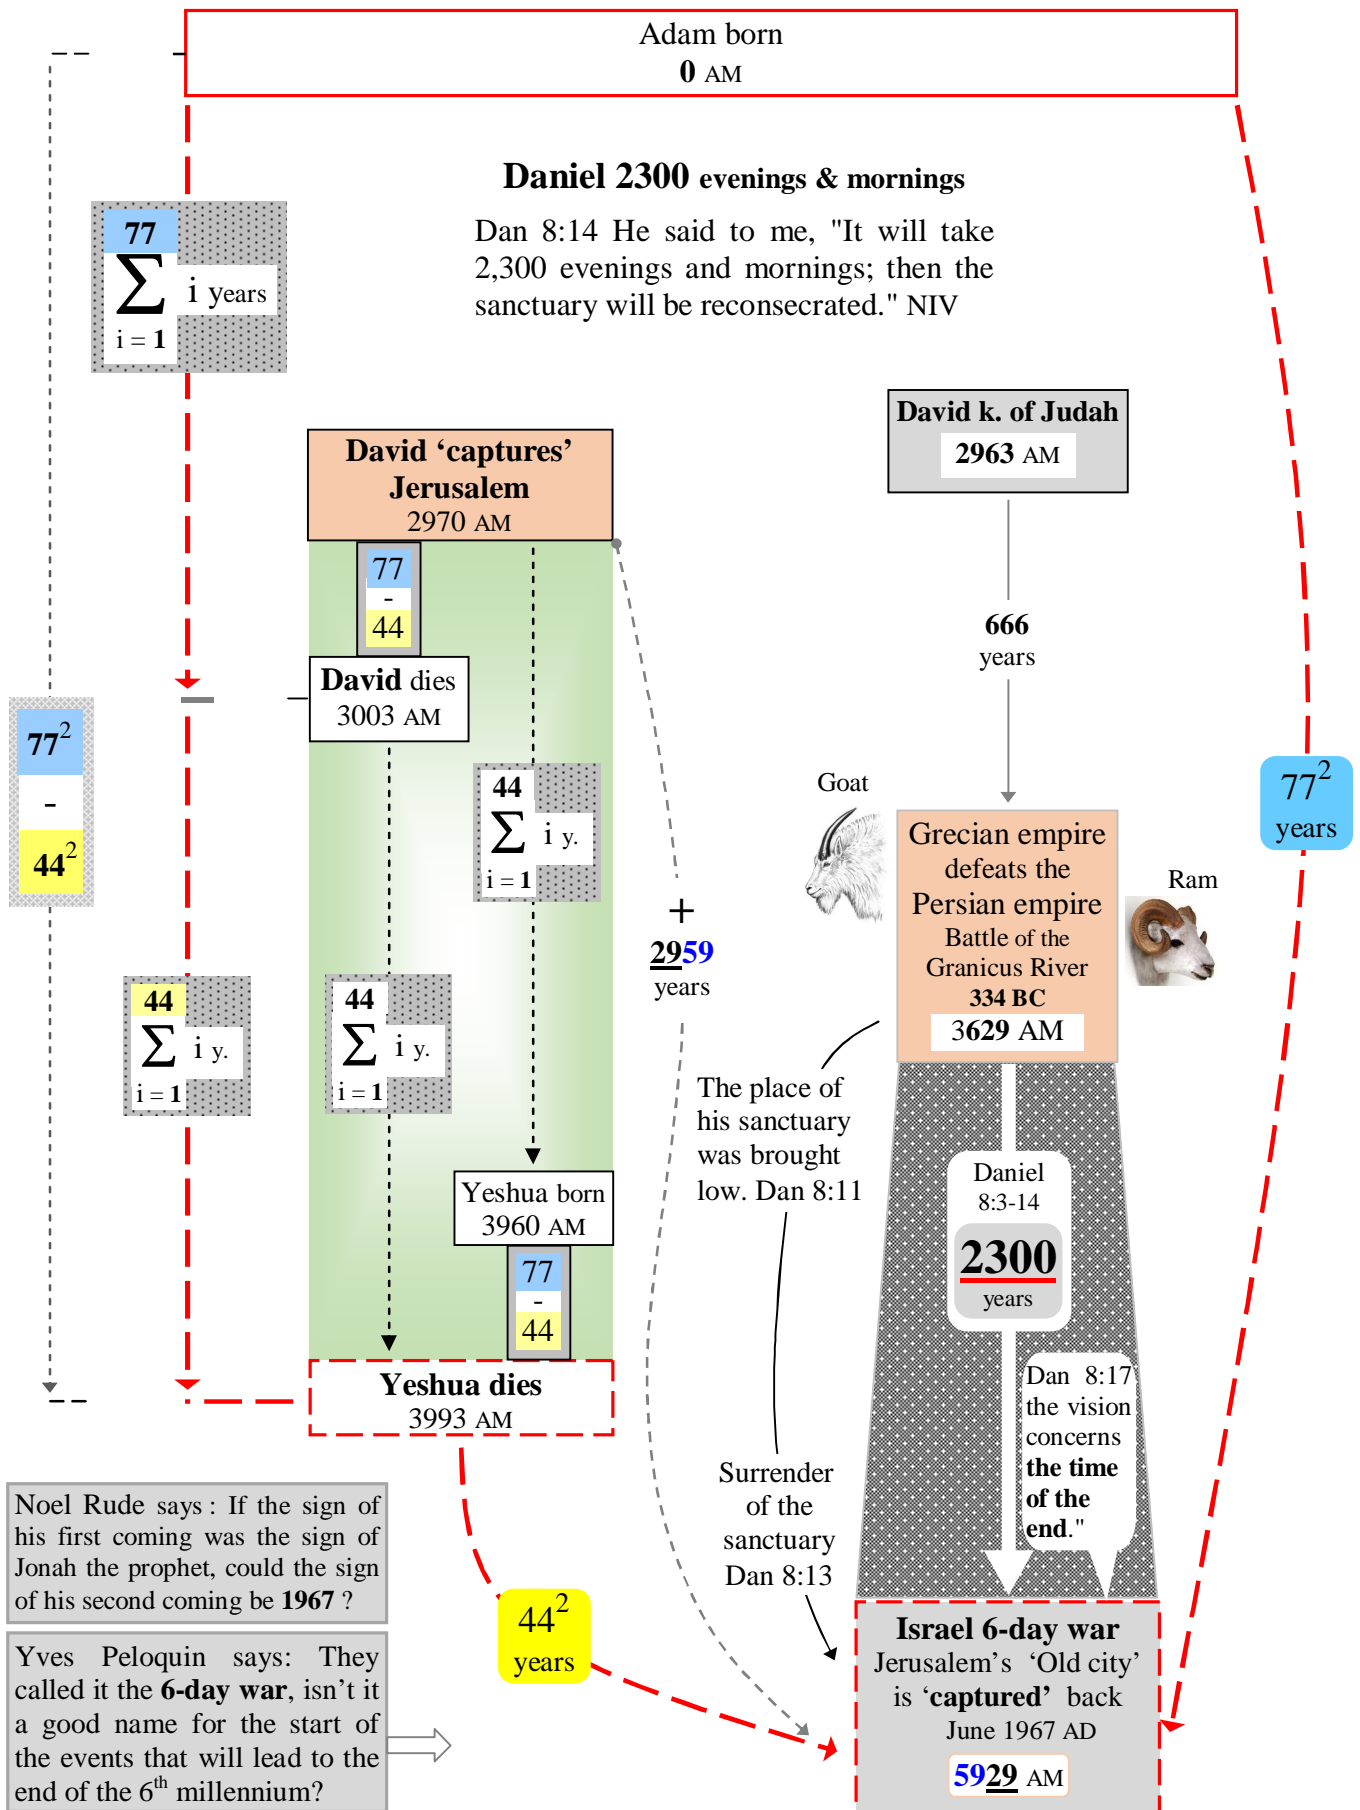 Adam born
0 AM
Daniel 2300 evenings & mornings
Dan 8:14 He said to me, "It will take
2,300 evenings and mornings; then the
sanctuary will be reconsecrated." NIV
77
∑ i years
i = 1
David k. of Judah
2963 AM
David ‘captures’
Jerusalem
2970 AM
77
-
44
666
years
David dies
3003 AM
77²
-
44²
44
∑ i y.
i = 1
Goat
Grecian empire
defeats the
Persian empire
Battle of the
Granicus River
334 BC
3629 AM
Ram
77²
years
+
2959
years
44
∑ i y.
i = 1
44
∑ i y.
i = 1
The place of
his sanctuary
was brought
low. Dan 8:11
Daniel
8:3-14
2300
years
Yeshua born
3960 AM
77
-
44
Yeshua dies
3993 AM
Dan 8:17
the vision
concerns
the time
of the
end."
Surrender
of the
sanctuary
Dan 8:13
Noel Rude says : If the sign of
his first coming was the sign of
Jonah the prophet, could the sign
of his second coming be 1967 ?
44²
years
Yves Peloquin says: They
called it the 6-day war, isn’t it
a good name for the start of
the events that will lead to the
end of the 6th millennium?
Israel 6-day war
Jerusalem’s ‘Old city’
is ‘captured’ back
June 1967 AD
5929 AM